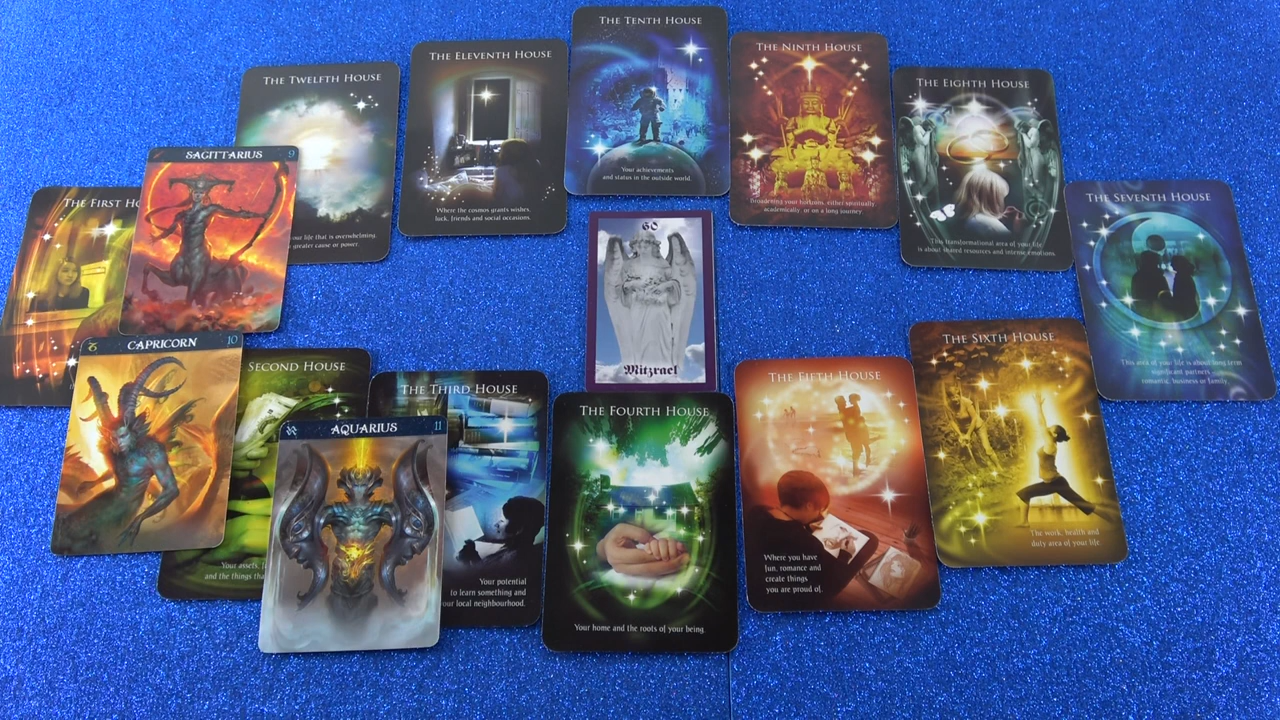 THE TENTH HOUSE
Your achievements
and status in the outside world.
THE ELEVENTH HOUSE
Where the cosmos grants wishes,
luck, friends and social occasions.
THE TWELFTH HOUSE
our life that is overwhelming,
greater cause or power.
THE NINTH HOUSE
Broadening your horizons, either spiritually
academically, or on a long journey.
THE EIGHTH HOUSE
This transformational area of your life
is about shared resources and intense emotions.
THE SEVENTH HOUSE
This area of your life is about long term
significant partners -
romantic, business or family.
SAGITTARIUS 9
THE FIRST HO
60
Mitzrael
CAPRICORN 10
SECOND HOUSE
Your assets,
and the things tha
THE THIRD HOUSE
Your potential
to learn something and
our local neighbourhood.
AQUARIUS 11
THE FOURTH HOUSE
Your home and the roots of your being.
THE FIFTH HOUSE
Where you have
fun, romance and
create things
you are proud of.
THE SIXTH HOUSE
The work, health and
duty area of your life.